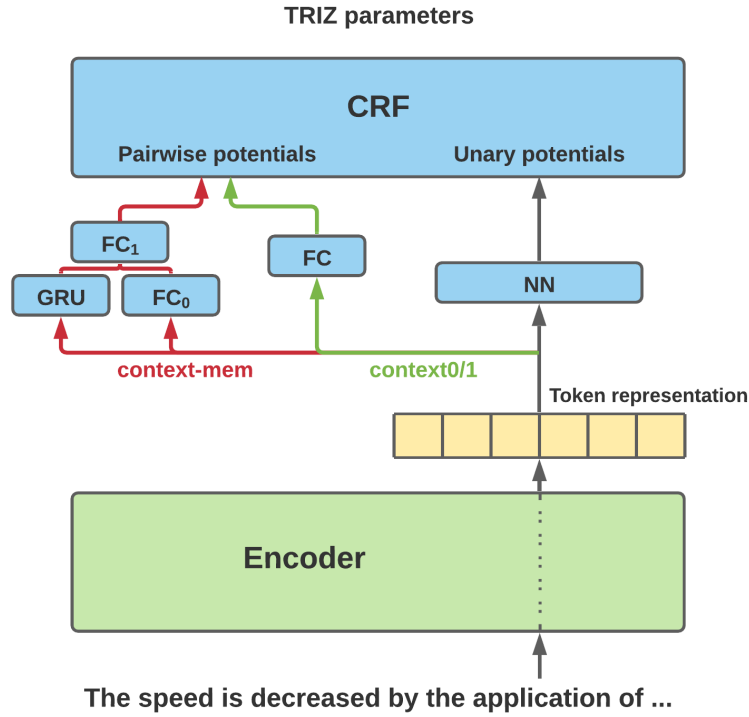 TRIZ parameters
CRF
Pairwise potentials
Unary potentials
FC₁
FC
GRU
FC₀
NN
context-mem
context0/1
Token representation
Encoder
The speed is decreased by the application of ...